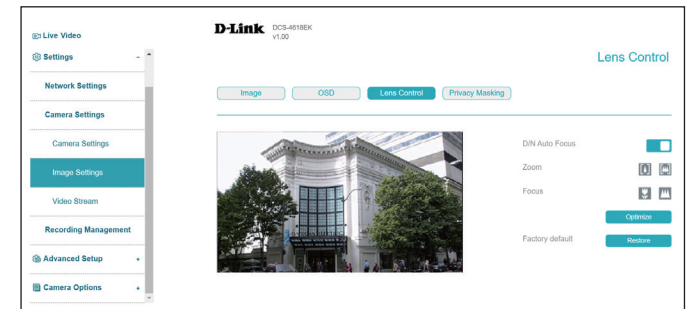 Live Video
Settings -
Network Settings
Camera Settings
Camera Settings
Image Settings
Video Stream
Recording Management
Advanced Setup +
Camera Options +
D-Link DCS-4618EK
v1.00
Lens Control
Image OSD Lens Control Privacy Masking
D/N Auto Focus
Zoom
Focus
Optimize
Factory default Restore